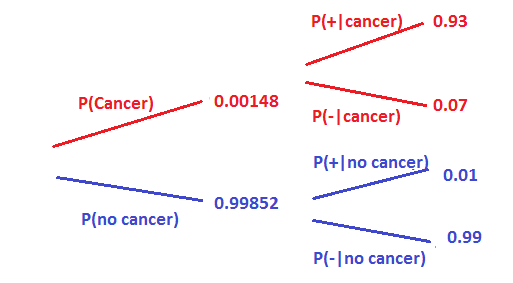 P(+|cancer) 0.93
P(Cancer) 0.00148
P(-|cancer) 0.07
P(+|no cancer) 0.01
P(no cancer) 0.99852
P(-|no cancer) 0.99